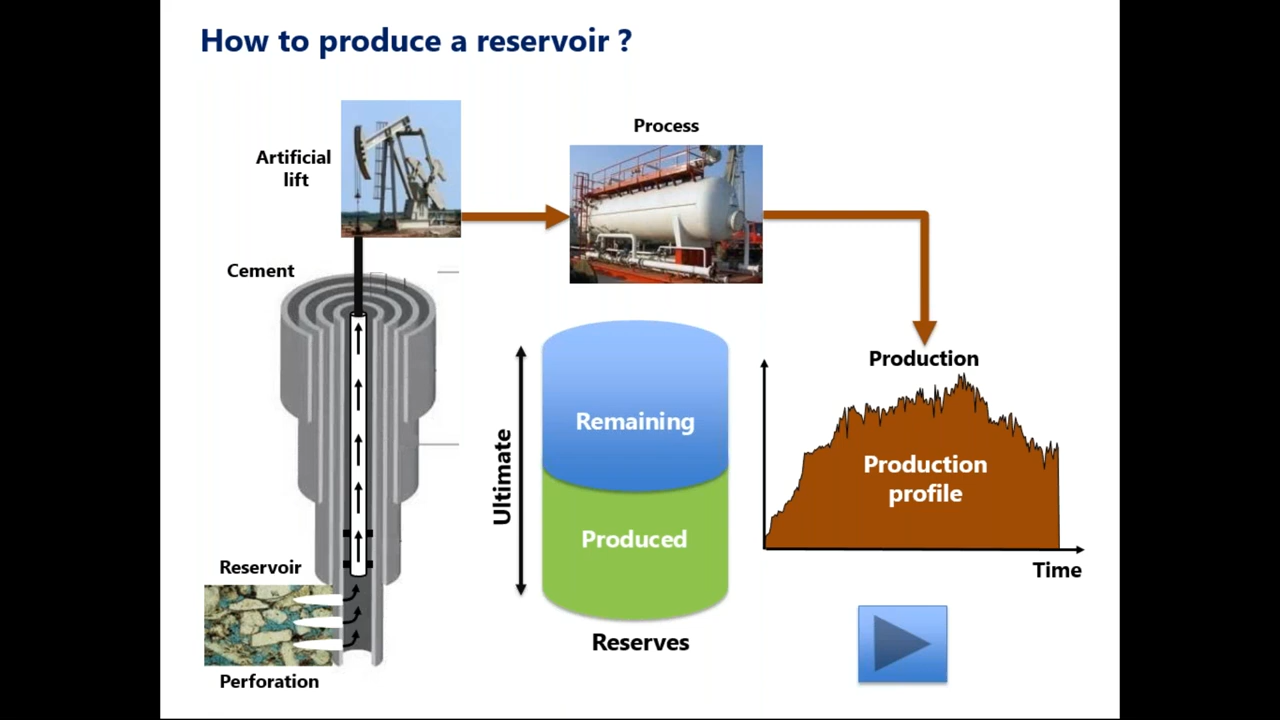 How to produce a reservoir ?
Process
Artificial
lift
Cement
Production
Remaining
Ultimate
Production
profile
Produced
Reservoir
Time
Reserves
Perforation